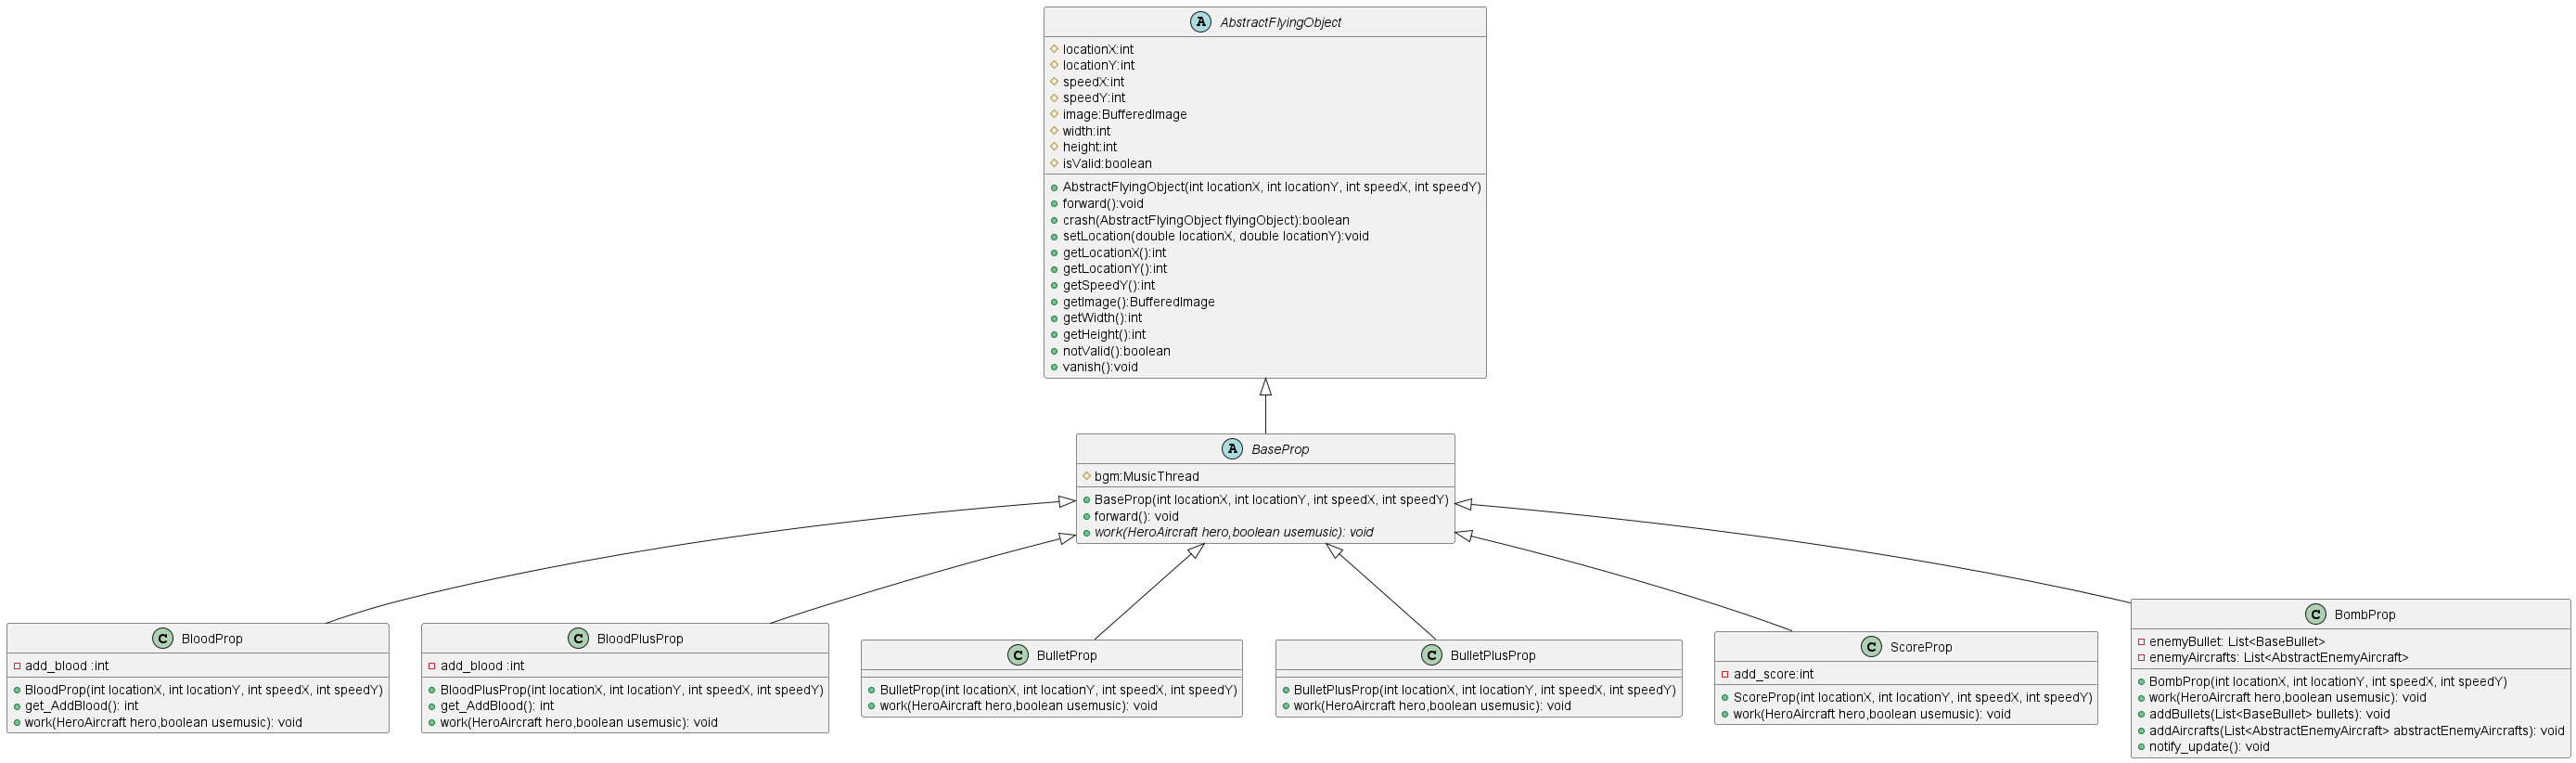 A AbstractFlyingObject
locationX:int
locationY:int
speedX:int
speedY:int
image:BufferedImage
width:int
height:int
isValid:boolean
AbstractFlyingObject(int locationX, int locationY, int speedX, int speedY)
forward():void
crash(AbstractFlyingObject flyingObject):boolean
setLocation(double locationX, double locationY):void
getLocationX():int
getLocationY():int
getSpeedY():int
getImage():BufferedImage
getWidth():int
getHeight():int
notValid():boolean
vanish():void
A BaseProp
bgm:MusicThread
BaseProp(int locationX, int locationY, int speedX, int speedY)
forward(): void
work(HeroAircraft hero,boolean usemusic): void
C BloodProp
add_blood :int
BloodProp(int locationX, int locationY, int speedX, int speedY)
get_AddBlood(): int
work(HeroAircraft hero,boolean usemusic): void
C BloodPlusProp
add_blood :int
BloodPlusProp(int locationX, int locationY, int speedX, int speedY)
get_AddBlood(): int
work(HeroAircraft hero,boolean usemusic): void
C BulletProp
BulletProp(int locationX, int locationY, int speedX, int speedY)
work(HeroAircraft hero,boolean usemusic): void
C BulletPlusProp
BulletPlusProp(int locationX, int locationY, int speedX, int speedY)
work(HeroAircraft hero,boolean usemusic): void
C ScoreProp
add_score:int
ScoreProp(int locationX, int locationY, int speedX, int speedY)
work(HeroAircraft hero,boolean usemusic): void
C BombProp
enemyBullet: List<BaseBullet>
enemyAircrafts: List<AbstractEnemyAircraft>
BombProp(int locationX, int locationY, int speedX, int speedY)
work(HeroAircraft hero,boolean usemusic): void
addBullets(List<BaseBullet> bullets): void
addAircrafts(List<AbstractEnemyAircraft> abstractEnemyAircrafts): void
notify_update(): void